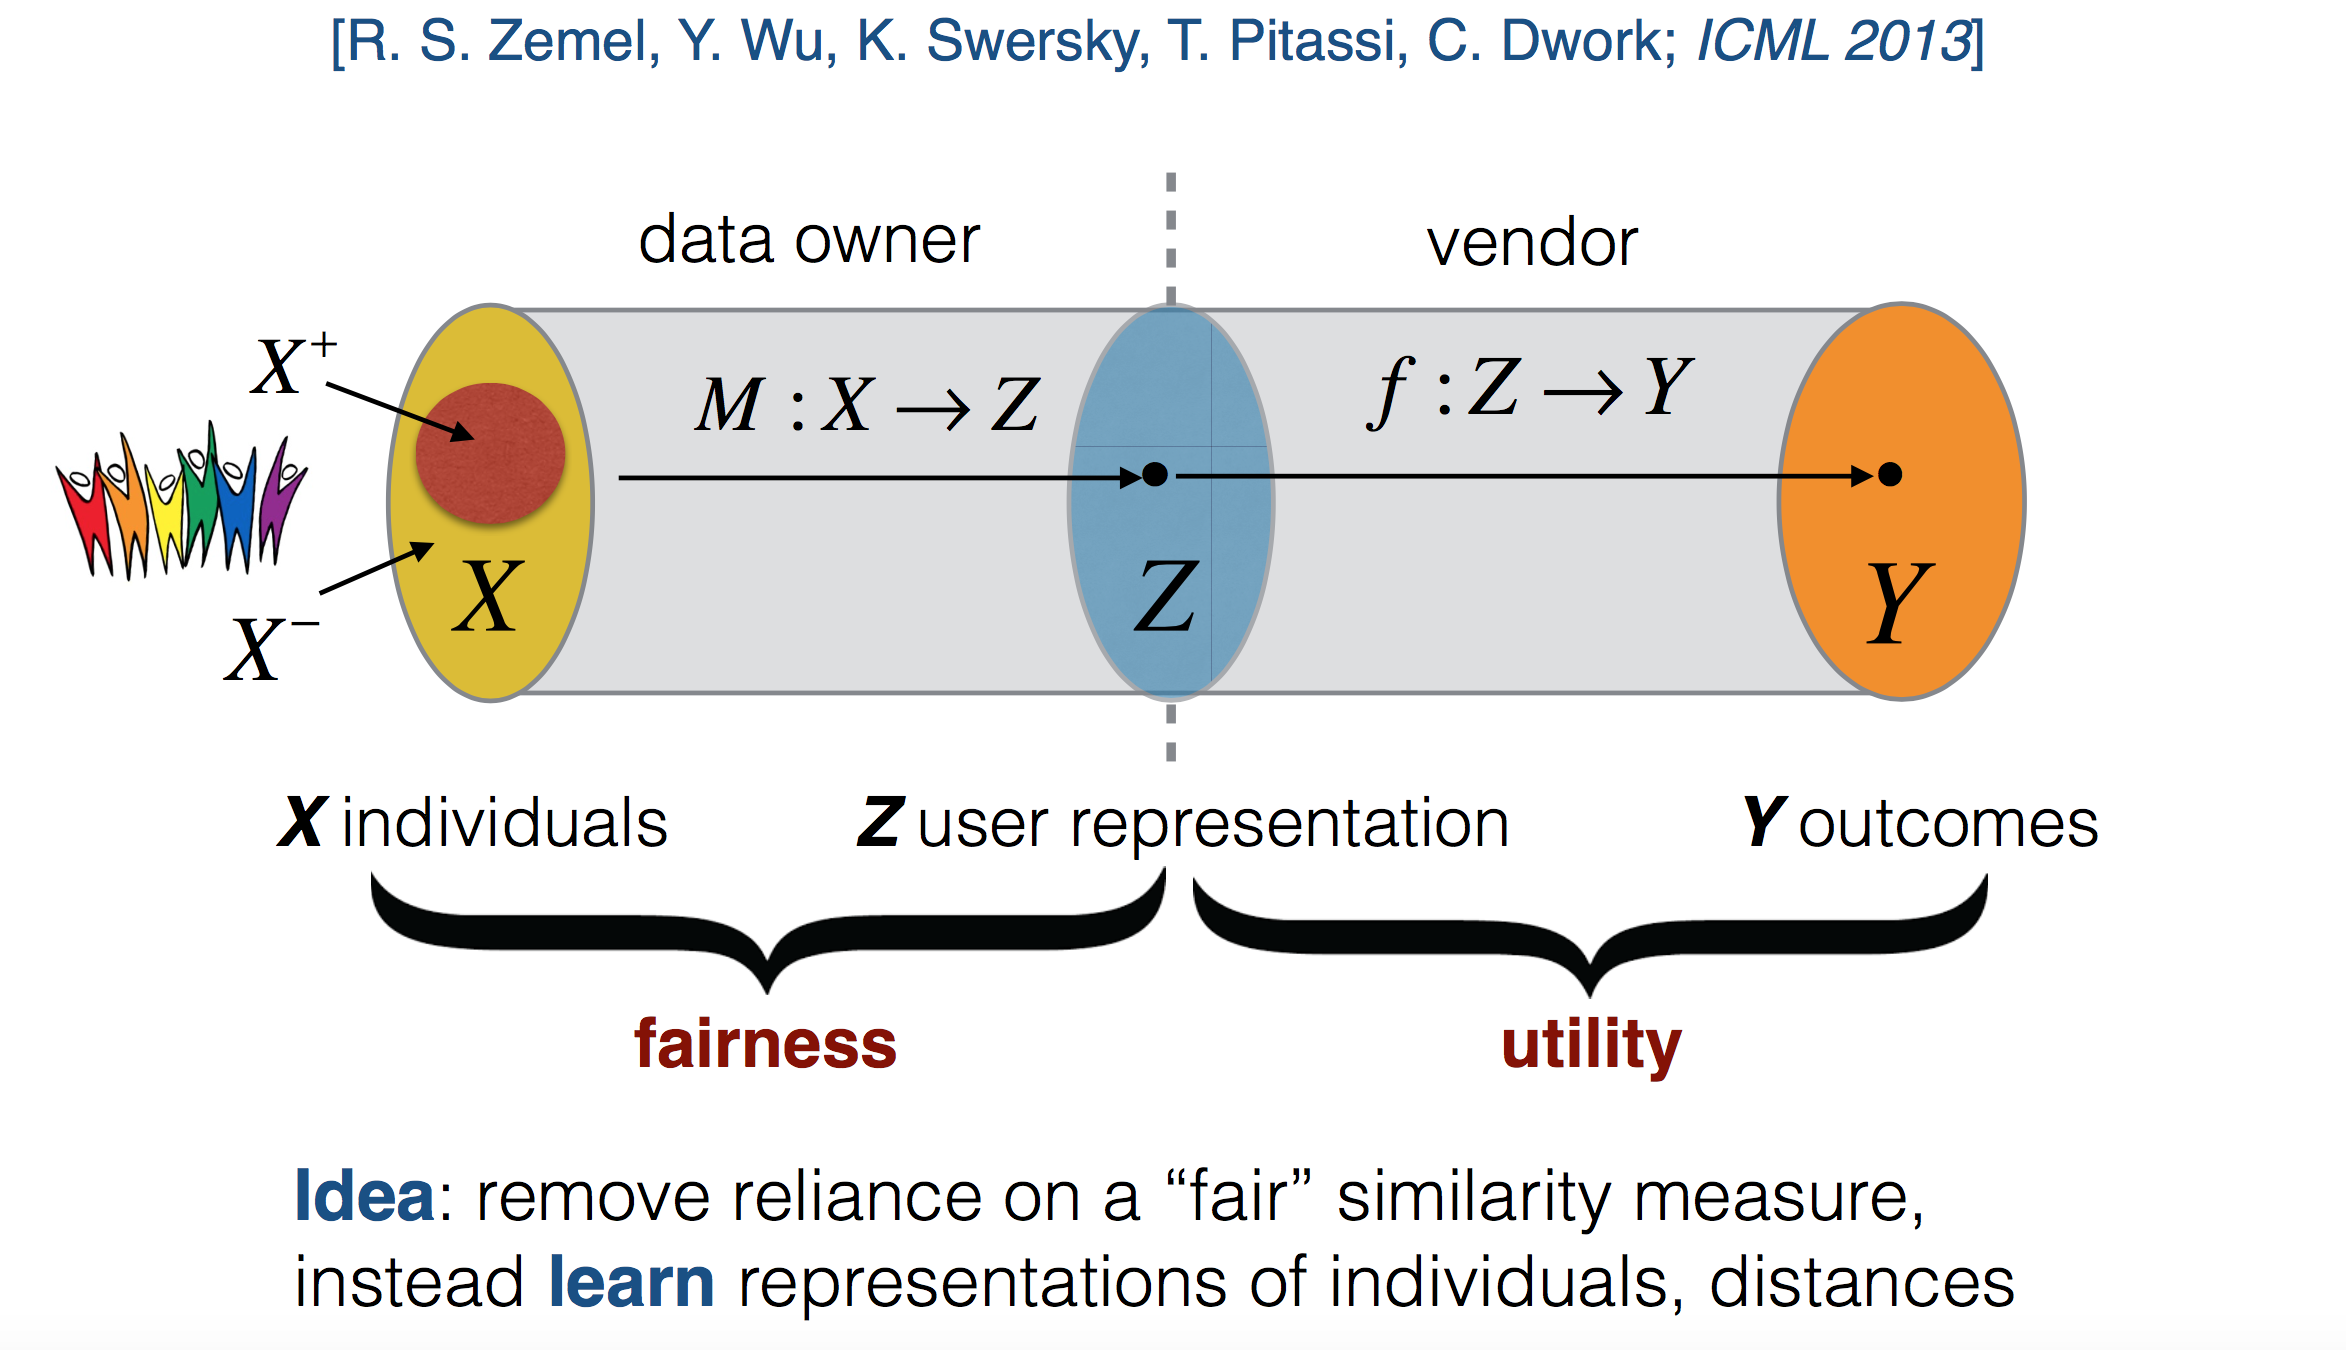 [R. S. Zemel, Y. Wu, K. Swersky, T. Pitassi, C. Dwork; ICML 2013]
data owner
vendor
X⁺
M : X → Z
f : Z → Y
X
Z
Y
X⁻
X individuals
Z user representation
Y outcomes
fairness
utility
Idea: remove reliance on a “fair” similarity measure,
instead learn representations of individuals, distances